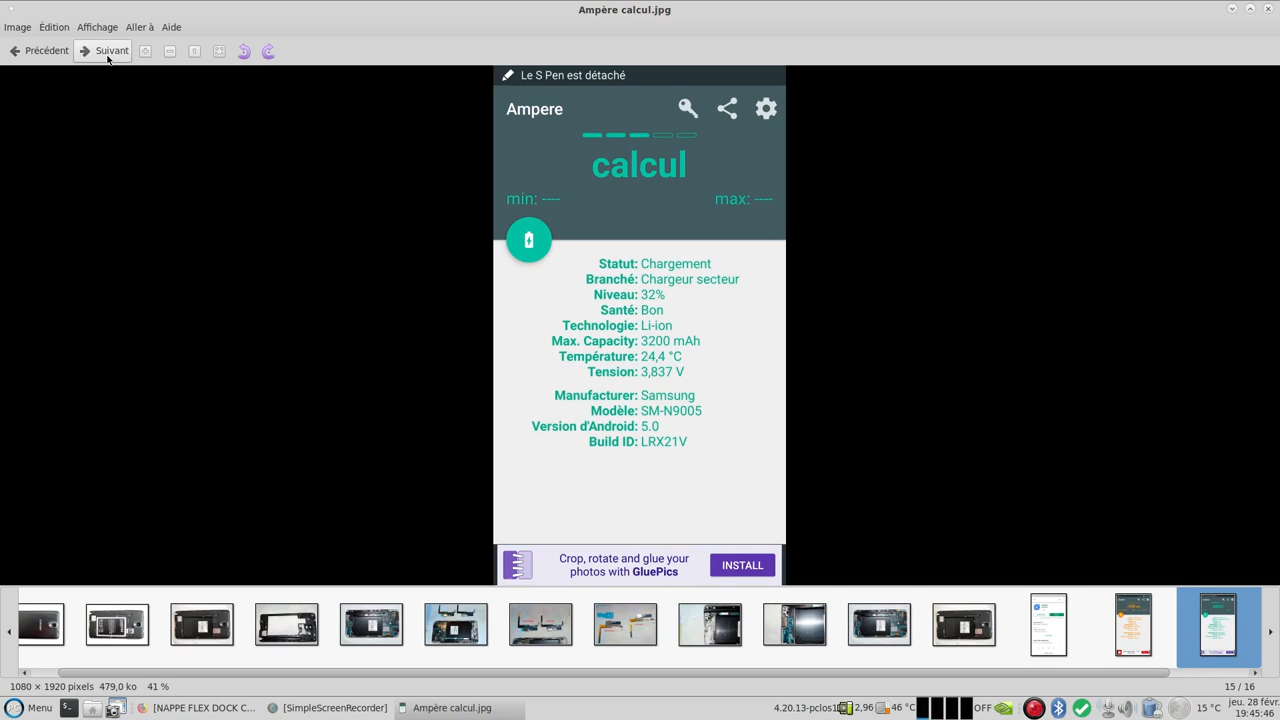 Ampère calcul.jpg
Image Édition Affichage Aller à Aide
Précédent Suivant
Le S Pen est détaché
Ampere
calcul
min: ---- max: ----
Statut: Chargement
Branché: Chargeur secteur
Niveau: 32%
Santé: Bon
Technologie: Li-ion
Max. Capacity: 3200 mAh
Température: 24,4 °C
Tension: 3,837 V
Manufacturer: Samsung
Modèle: SM-N9005
Version d'Android: 5.0
Build ID: LRX21V
Crop, rotate and glue your
photos with GluePics
INSTALL
1080 × 1920 pixels 479,0 ko 41 % 15 / 16
Menu [NAPPE FLEX DOCK C... [SimpleScreenRecorder] Ampère calcul.jpg 4.20.13-pclos1 2,96 46 °C OFF 15 °C jeu. 28 févr.
19:45:46